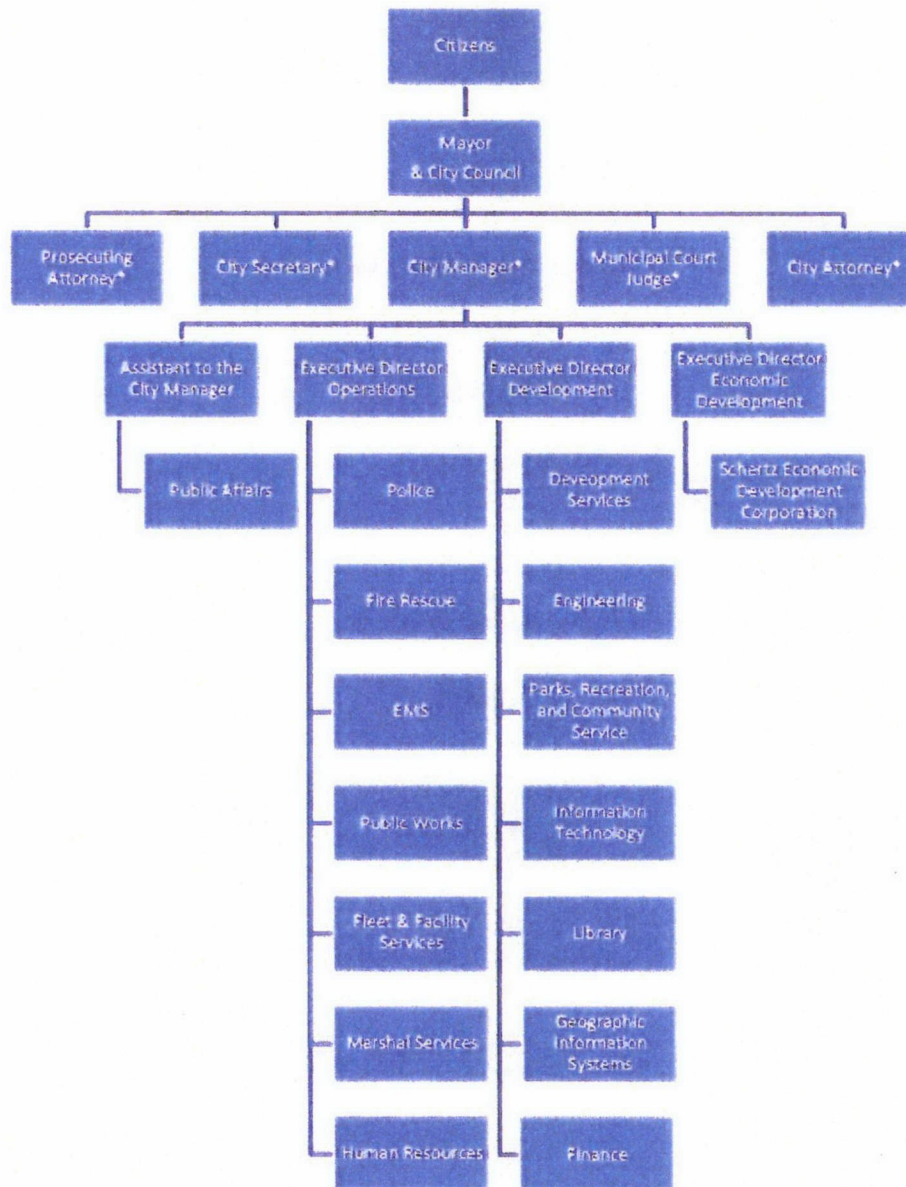 Citizens
Mayor
& City Council
Prosecuting
Attorney*
City Secretary*
City Manager*
Municipal Court
Judge*
City Attorney*
Assistant to the
City Manager
Executive Director
Operations
Executive Director
Development
Executive Director
Economic
Development
Public Affairs
Police
Deveopment
Services
Schertz Economic
Development
Corporation
Fire Rescue
Engineering
EMS
Parks, Recreation,
and Community
Service
Public Works
Information
Technology
Fleet & Facility
Services
Library
Marshal Services
Geographic
Information
Systems
Human Resources
Finance